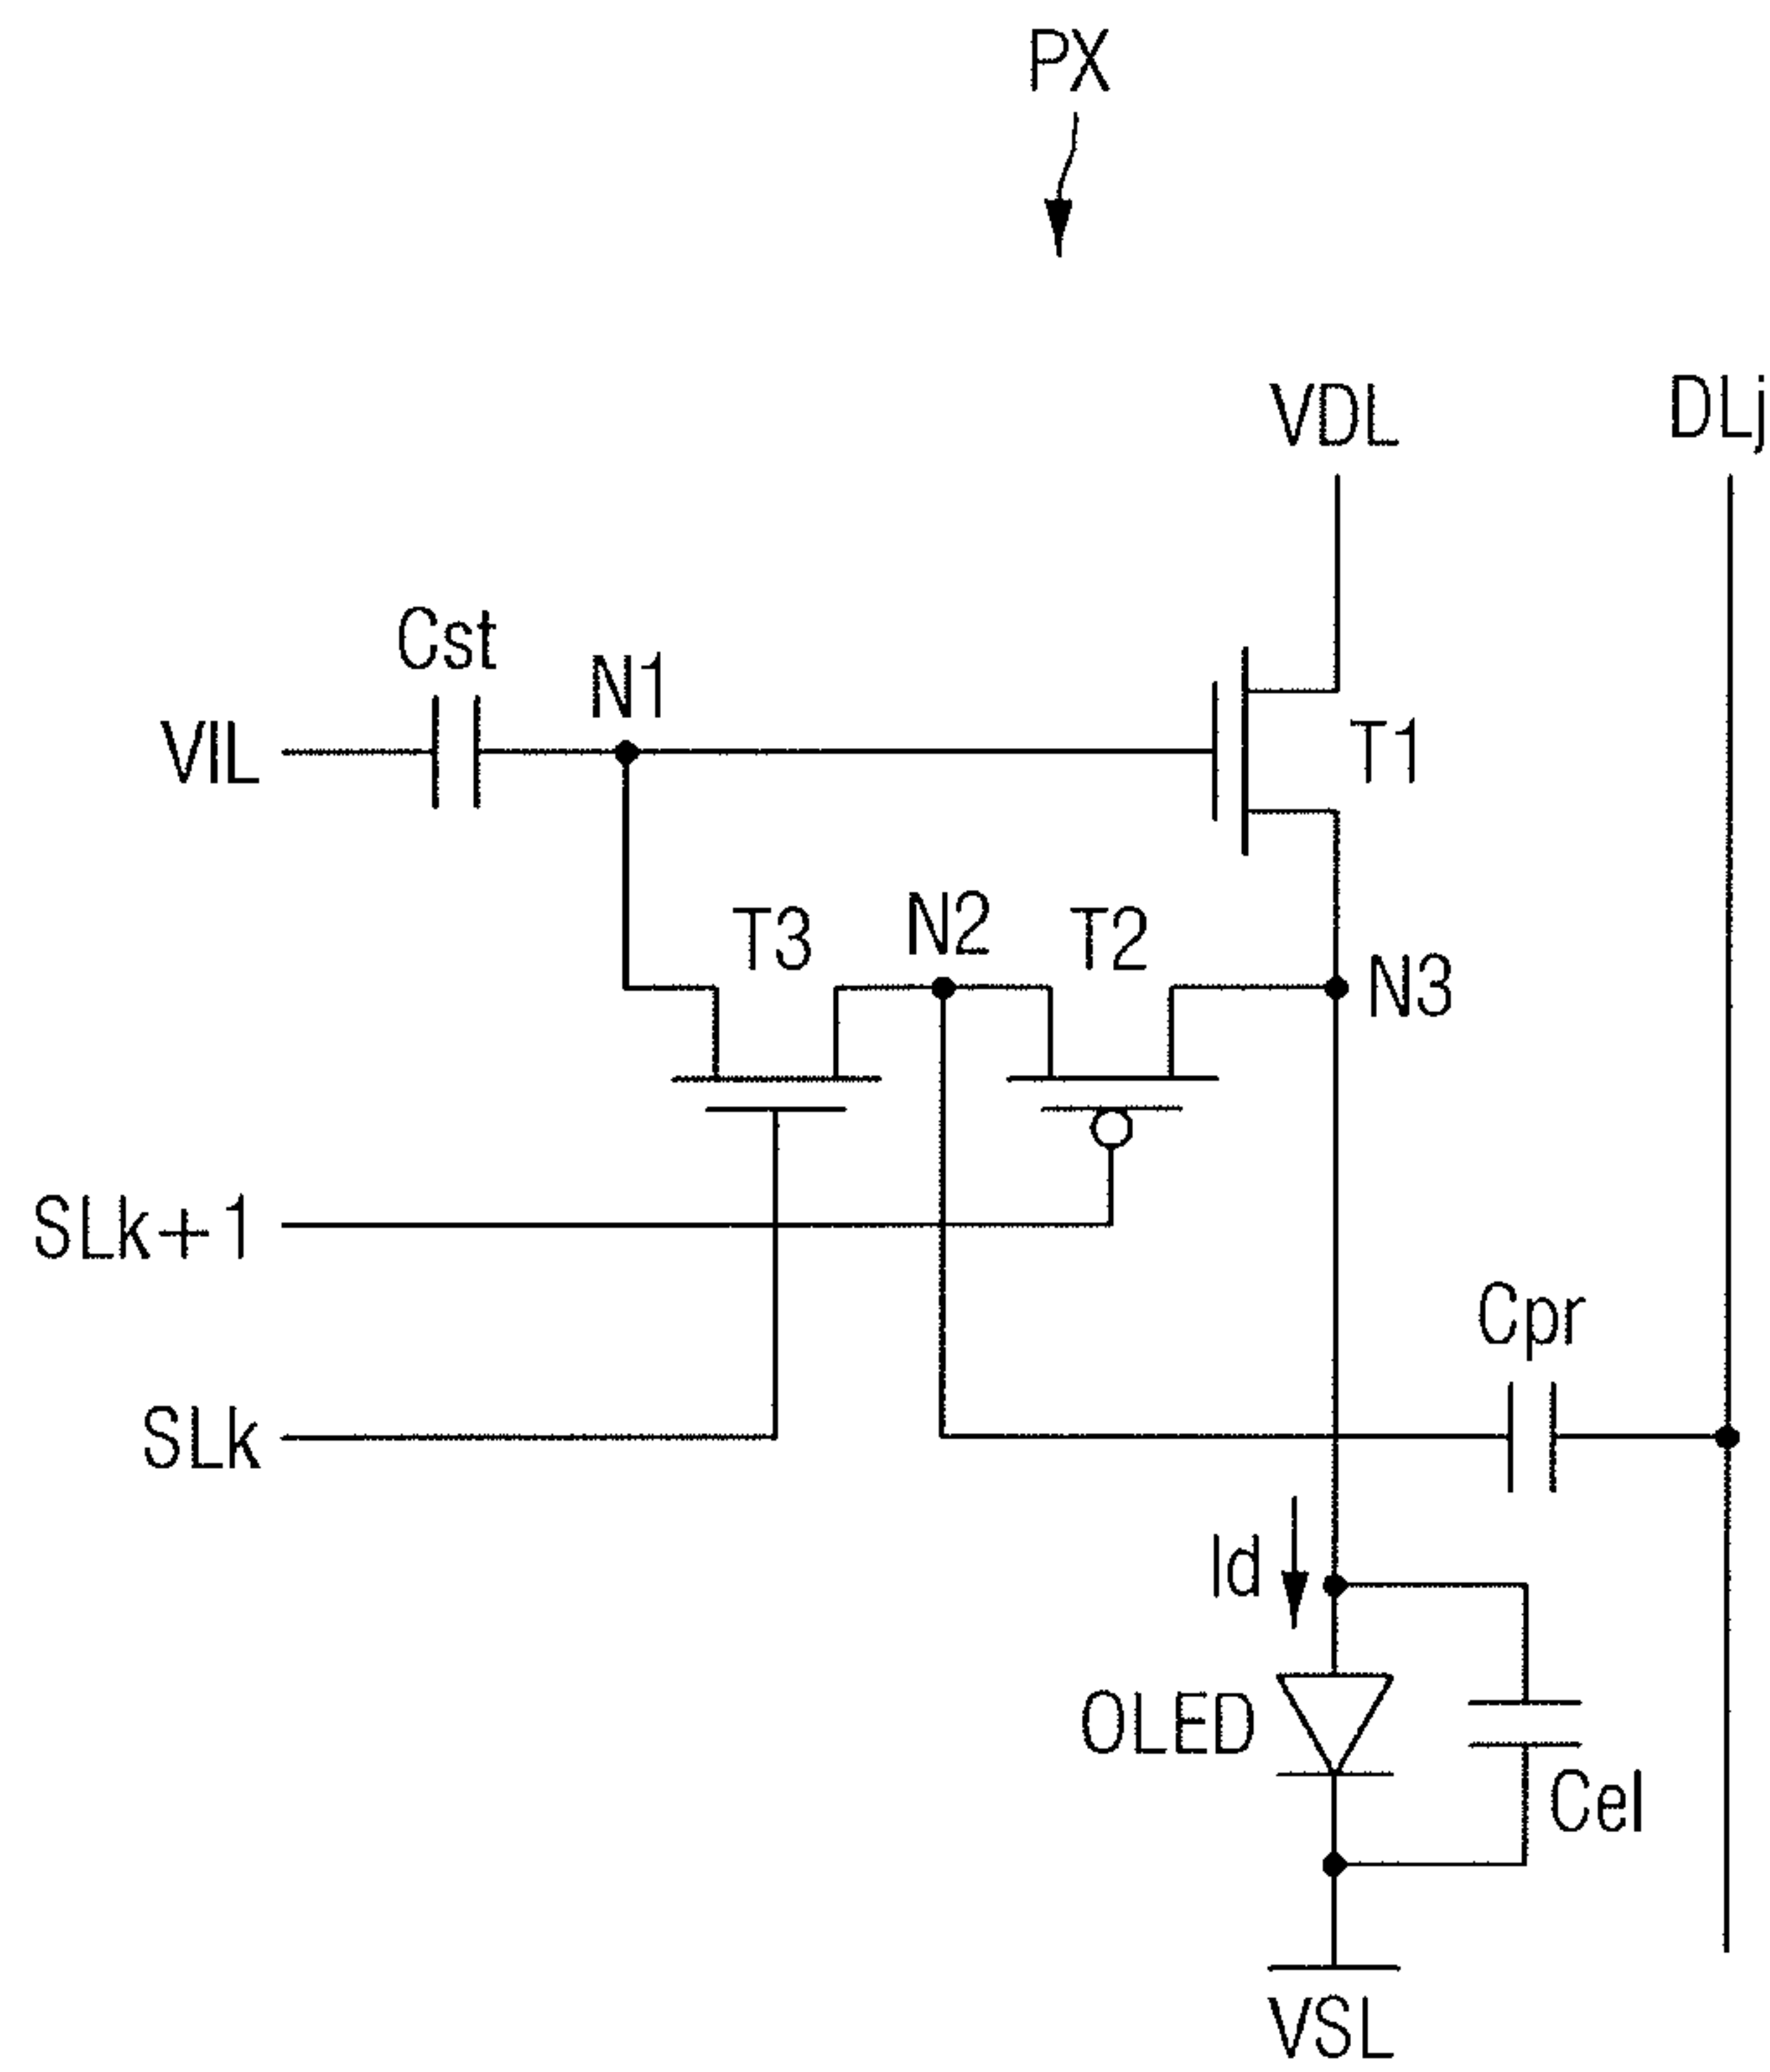 PX
VDL
DLj
Cst
N1
VIL
T1
T3
N2
T2
N3
SLk+1
Cpr
SLk
Id
OLED
Cel
VSL